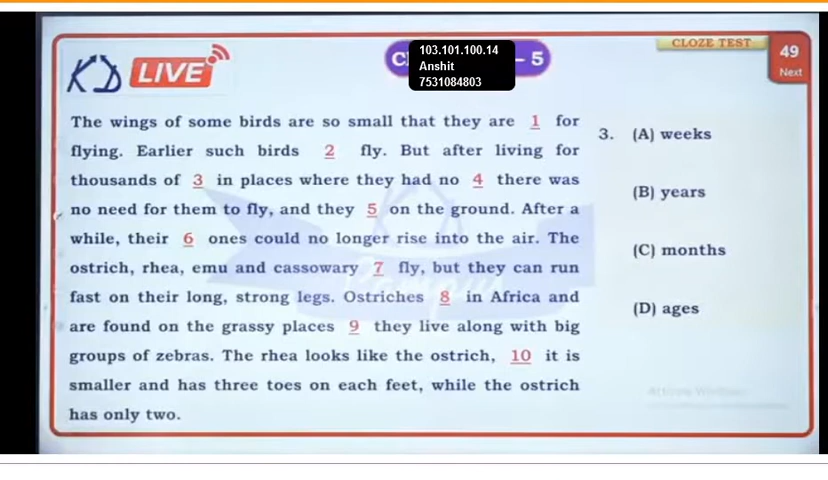 KD LIVE
C
103.101.100.14
Anshit
7531084803
- 5
CLOZE TEST
49
Next
The wings of some birds are so small that they are 1 for
flying. Earlier such birds 2 fly. But after living for
thousands of 3 in places where they had no 4 there was
no need for them to fly, and they 5 on the ground. After a
while, their 6 ones could no longer rise into the air. The
ostrich, rhea, emu and cassowary 7 fly, but they can run
fast on their long, strong legs. Ostriches 8 in Africa and
are found on the grassy places 9 they live along with big
groups of zebras. The rhea looks like the ostrich, 10 it is
smaller and has three toes on each feet, while the ostrich
has only two.
3. (A) weeks
(B) years
(C) months
(D) ages
Campus
Activate Windows